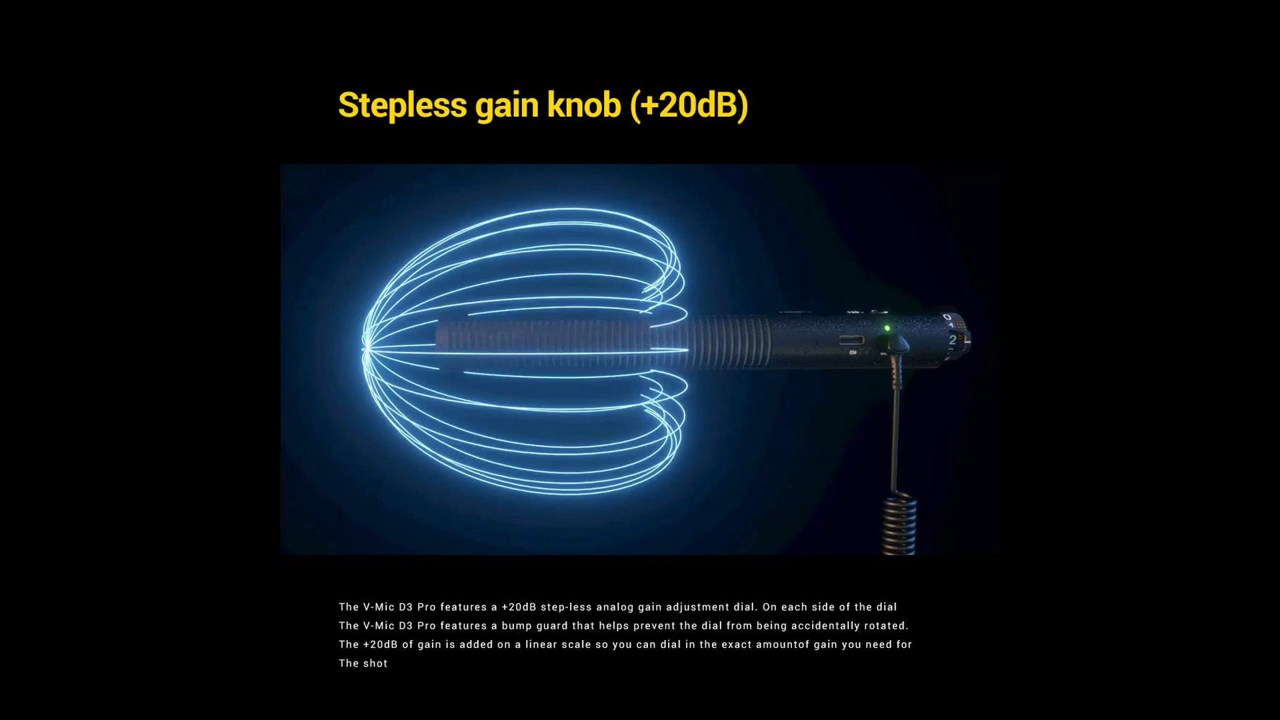 Stepless gain knob (+20dB)
0
2
The V-Mic D3 Pro features a +20dB step-less analog gain adjustment dial. On each side of the dial
The V-Mic D3 Pro features a bump guard that helps prevent the dial from being accidentally rotated.
The +20dB of gain is added on a linear scale so you can dial in the exact amountof gain you need for
The shot